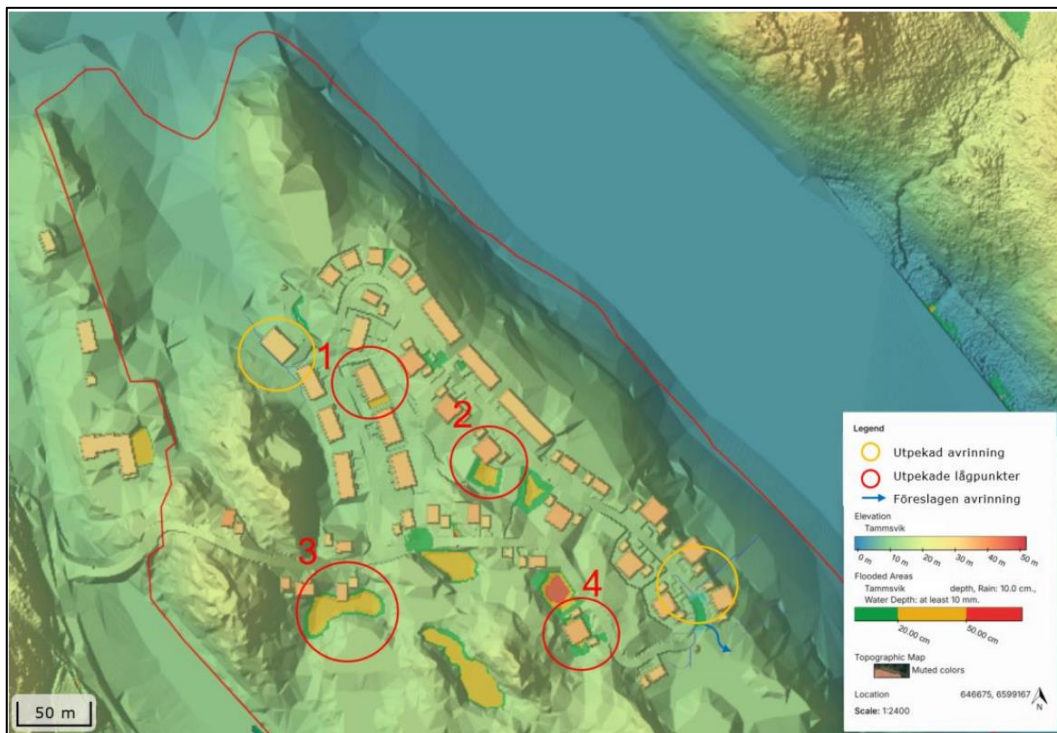 1
2
3
4
50 m
Legend
Utpekad avrinning
Utpekade lågpunkter
Föreslagen avrinning
Elevation
Tammsvik
0 m 10 m 20 m 30 m 40 m 50 m
Flooded Areas
Tammsvik depth, Rain: 10.0 cm.,
Water Depth: at least 10 mm.
20.00 cm 50.00 cm
Topographic Map
Muted colors
Location 646675, 6599167
Scale: 1:2400
N